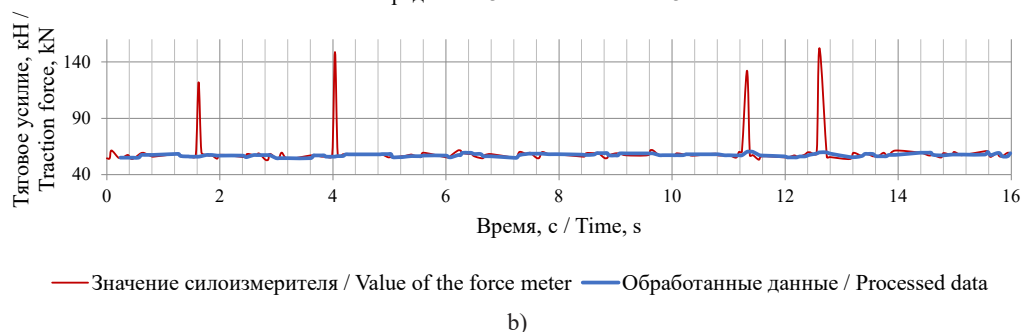 Тяговое усилие, кН /
Traction force, kN
140
90
40
0 2 4 6 8 10 12 14 16
Время, с / Time, s
Значение силоизмерителя / Value of the force meter Обработанные данные / Processed data
b)